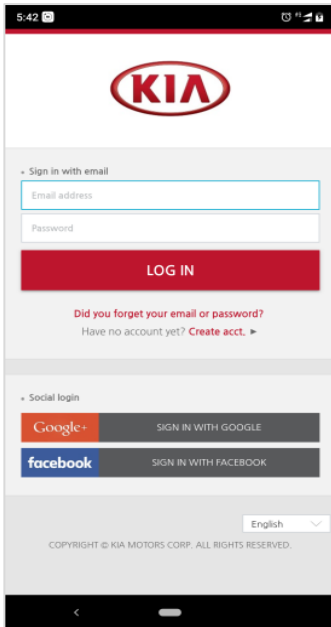 5:42
KIA
Sign in with email
Email address
Password
LOG IN
Did you forget your email or password?
Have no account yet? Create acct. ►
Social login
Google+ SIGN IN WITH GOOGLE
facebook SIGN IN WITH FACEBOOK
English
COPYRIGHT © KIA MOTORS CORP. ALL RIGHTS RESERVED.